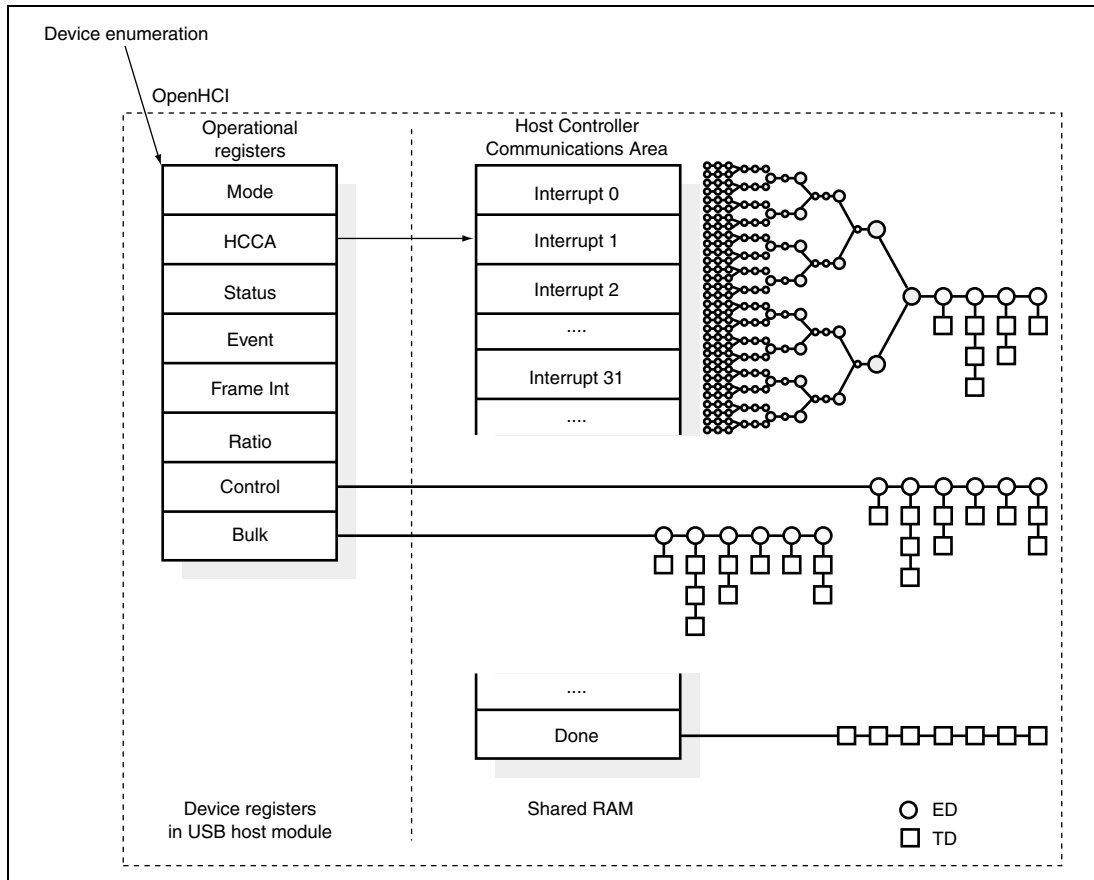 Device enumeration
OpenHCI
Operational
registers
Host Controller
Communications Area
Mode
HCCA
Status
Event
Frame Int
Ratio
Control
Bulk
Interrupt 0
Interrupt 1
Interrupt 2
....
Interrupt 31
....
....
Done
Device registers
in USB host module
Shared RAM
ED
TD